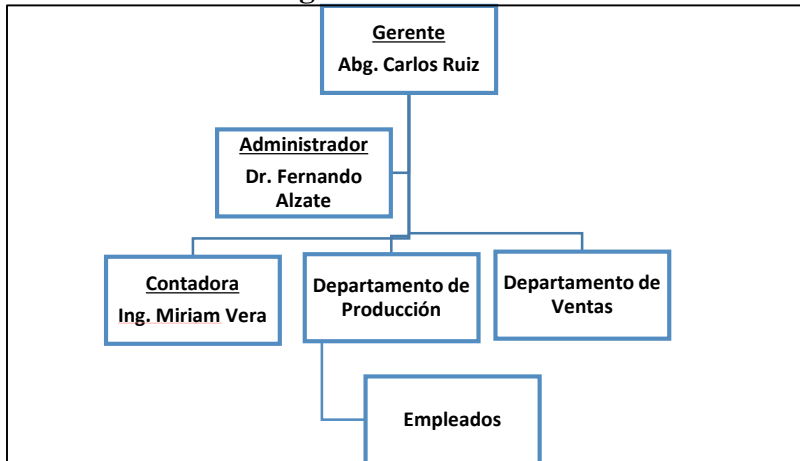 Gerente
Abg. Carlos Ruiz
Administrador
Dr. Fernando
Alzate
Contadora
Ing. Miriam Vera
Departamento de
Producción
Departamento de
Ventas
Empleados